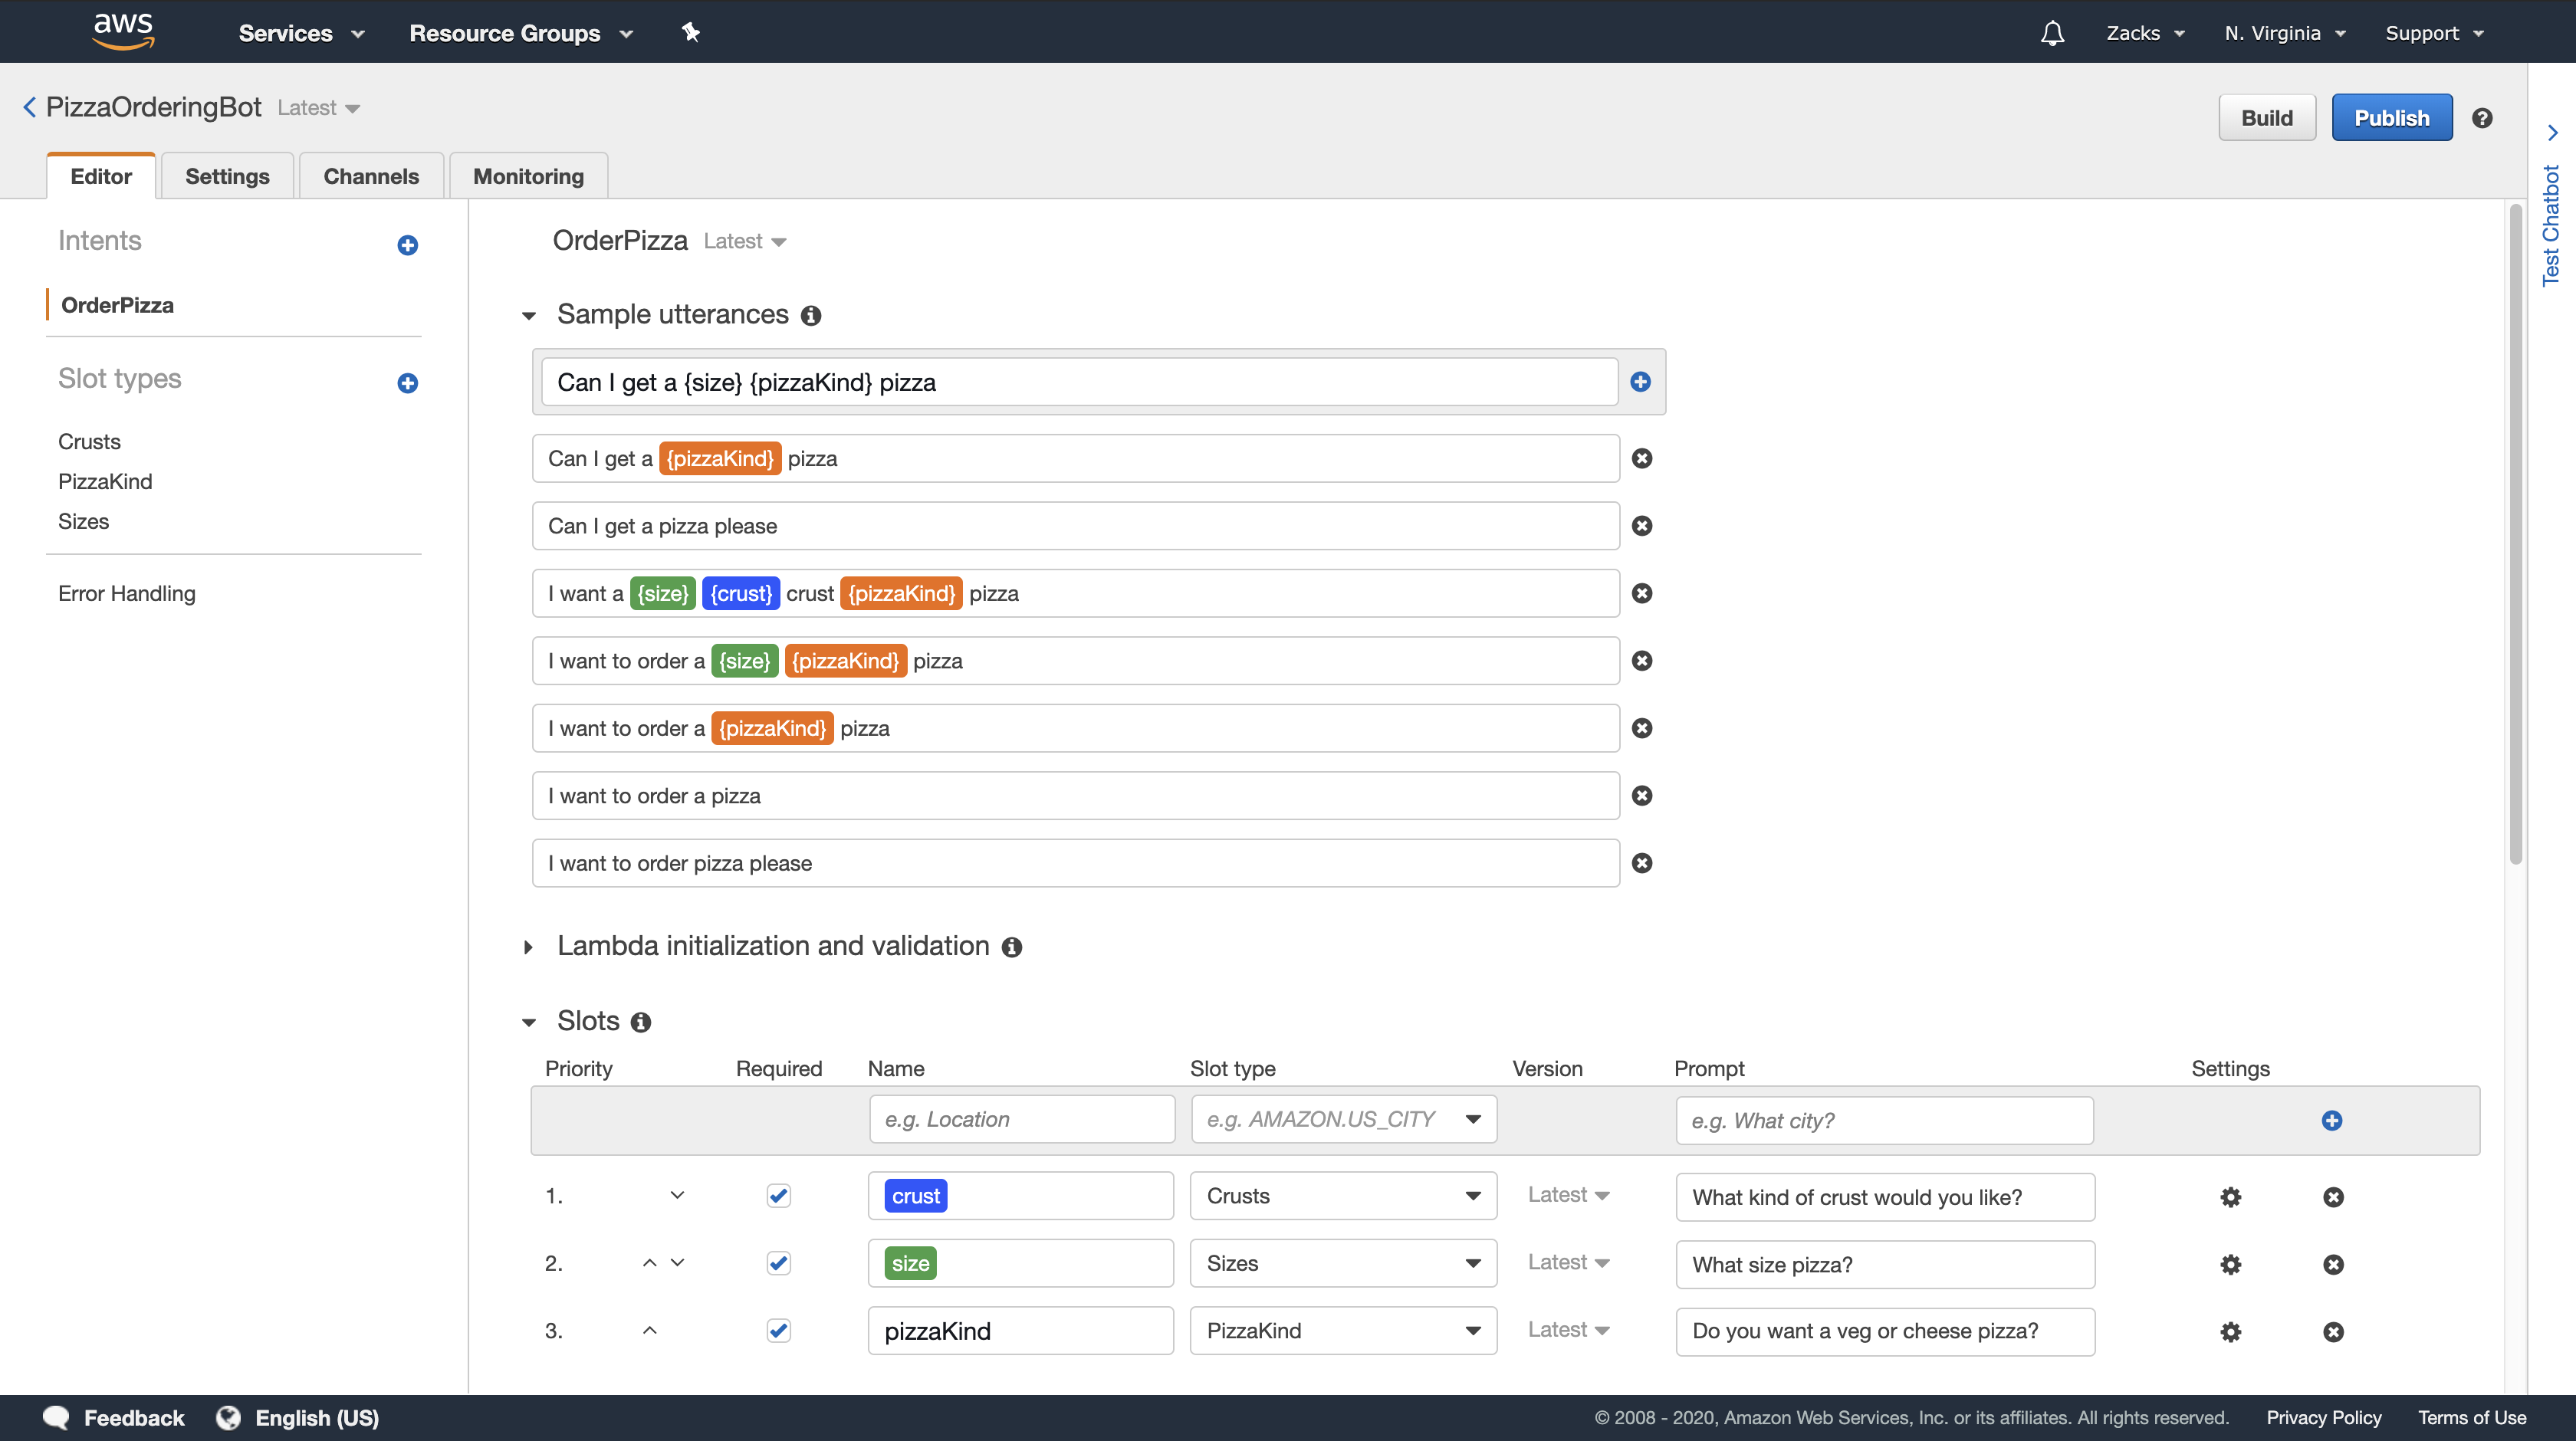 aws Services Resource Groups Zacks N. Virginia Support
PizzaOrderingBot Latest
Build Publish ?
Test Chatbot
Editor Settings Channels Monitoring
Intents
OrderPizza
Slot types
Crusts
PizzaKind
Sizes
Error Handling
OrderPizza Latest
Sample utterances
Can I get a {size} {pizzaKind} pizza
Can I get a {pizzaKind} pizza
Can I get a pizza please
I want a {size} {crust} crust {pizzaKind} pizza
I want to order a {size} {pizzaKind} pizza
I want to order a {pizzaKind} pizza
I want to order a pizza
I want to order pizza please
Lambda initialization and validation
Slots
Priority Required Name Slot type Version Prompt Settings
e.g. Location e.g. AMAZON.US_CITY e.g. What city?
1. crust Crusts Latest What kind of crust would you like?
2. size Sizes Latest What size pizza?
3. pizzaKind PizzaKind Latest Do you want a veg or cheese pizza?
Feedback English (US) © 2008 - 2020, Amazon Web Services, Inc. or its affiliates. All rights reserved. Privacy Policy Terms of Use